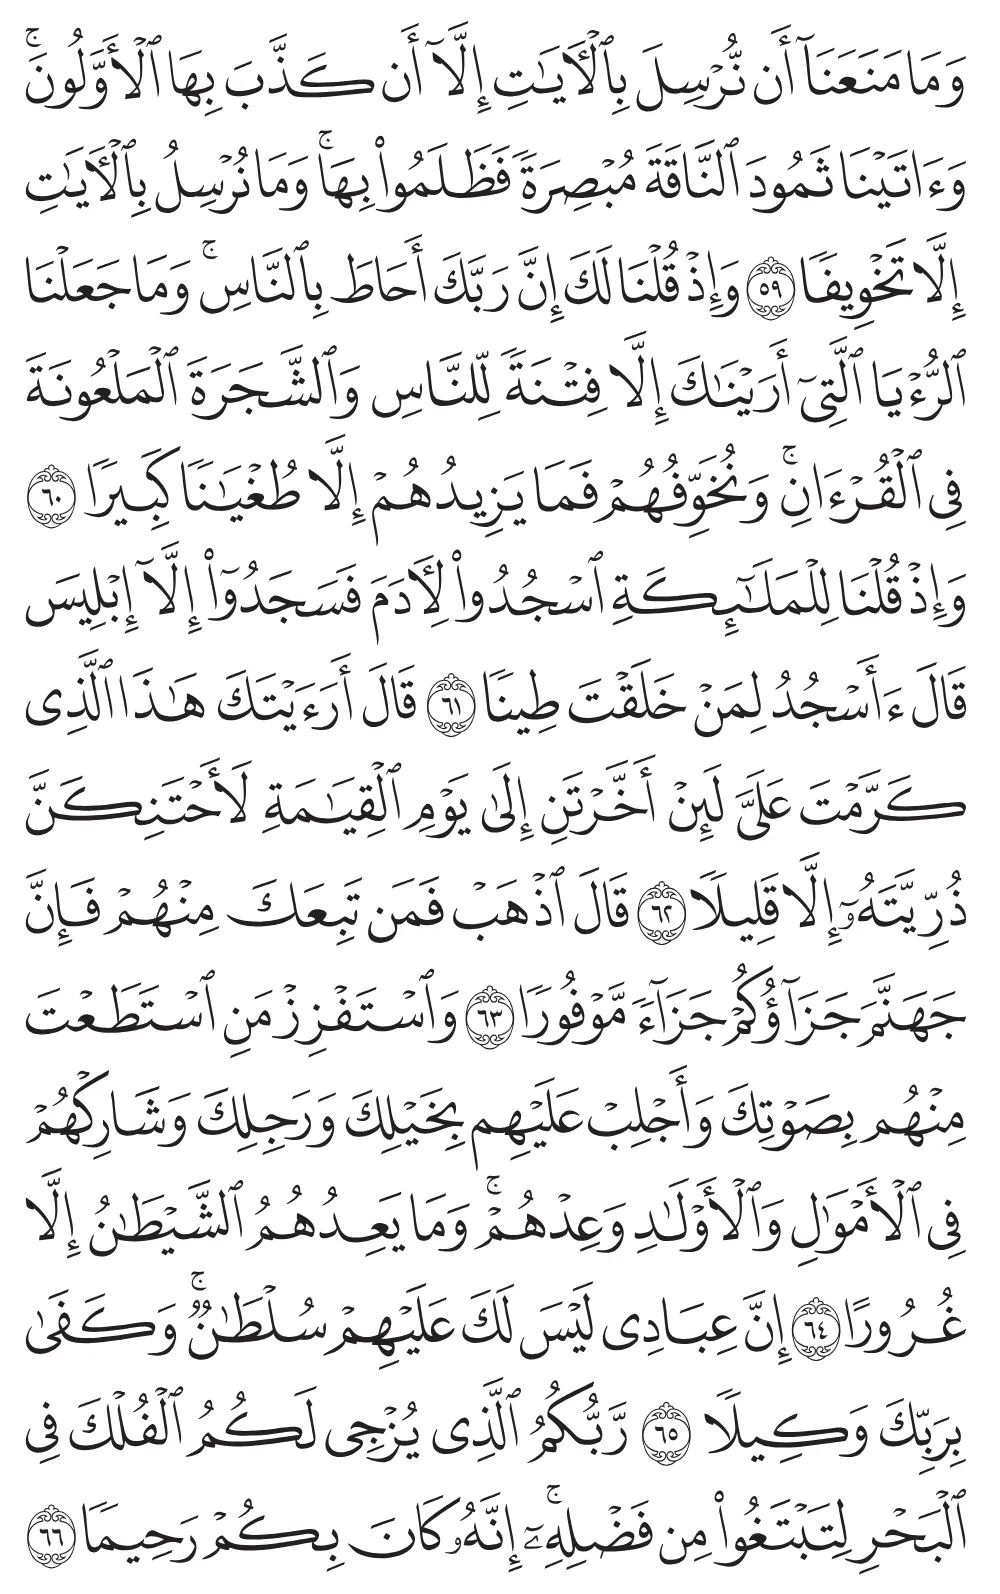 وَمَا مَنَعَنَآ أَن نُّرْسِلَ بِٱلْـَٔايَـٰتِ إِلَّآ أَن كَذَّبَ بِهَا ٱلْأَوَّلُونَ ۚ
وَءَاتَيْنَا ثَمُودَ ٱلنَّاقَةَ مُبْصِرَةً فَظَلَمُوا۟ بِهَا ۚ وَمَا نُرْسِلُ بِٱلْـَٔايَـٰتِ
إِلَّا تَخْوِيفًا ٥٩ وَإِذْ قُلْنَا لَكَ إِنَّ رَبَّكَ أَحَاطَ بِٱلنَّاسِ ۚ وَمَا جَعَلْنَا
ٱلرُّءْيَا ٱلَّتِىٓ أَرَيْنَـٰكَ إِلَّا فِتْنَةً لِّلنَّاسِ وَٱلشَّجَرَةَ ٱلْمَلْعُونَةَ
فِى ٱلْقُرْءَانِ ۚ وَنُخَوِّفُهُمْ فَمَا يَزِيدُهُمْ إِلَّا طُغْيَـٰنًا كَبِيرًا ٦٠
وَإِذْ قُلْنَا لِلْمَلَـٰٓئِكَةِ ٱسْجُدُوا۟ لِـَٔادَمَ فَسَجَدُوٓا۟ إِلَّآ إِبْلِيسَ
قَالَ ءَأَسْجُدُ لِمَنْ خَلَقْتَ طِينًا ٦١ قَالَ أَرَءَيْتَكَ هَـٰذَا ٱلَّذِى
كَرَّمْتَ عَلَىَّ لَئِنْ أَخَّرْتَنِ إِلَىٰ يَوْمِ ٱلْقِيَـٰمَةِ لَأَحْتَنِكَنَّ
ذُرِّيَّتَهُۥٓ إِلَّا قَلِيلًا ٦٢ قَالَ ٱذْهَبْ فَمَن تَبِعَكَ مِنْهُمْ فَإِنَّ
جَهَنَّمَ جَزَآؤُكُمْ جَزَآءً مَّوْفُورًا ٦٣ وَٱسْتَفْزِزْ مَنِ ٱسْتَطَعْتَ
مِنْهُم بِصَوْتِكَ وَأَجْلِبْ عَلَيْهِم بِخَيْلِكَ وَرَجِلِكَ وَشَارِكْهُمْ
فِى ٱلْأَمْوَٰلِ وَٱلْأَوْلَـٰدِ وَعِدْهُمْ ۚ وَمَا يَعِدُهُمُ ٱلشَّيْطَـٰنُ إِلَّا
غُرُورًا ٦٤ إِنَّ عِبَادِى لَيْسَ لَكَ عَلَيْهِمْ سُلْطَـٰنٌ ۚ وَكَفَىٰ
بِرَبِّكَ وَكِيلًا ٦٥ رَّبُّكُمُ ٱلَّذِى يُزْجِى لَكُمُ ٱلْفُلْكَ فِى
ٱلْبَحْرِ لِتَبْتَغُوا۟ مِن فَضْلِهِۦٓ ۚ إِنَّهُۥ كَانَ بِكُمْ رَحِيمًا ٦٦